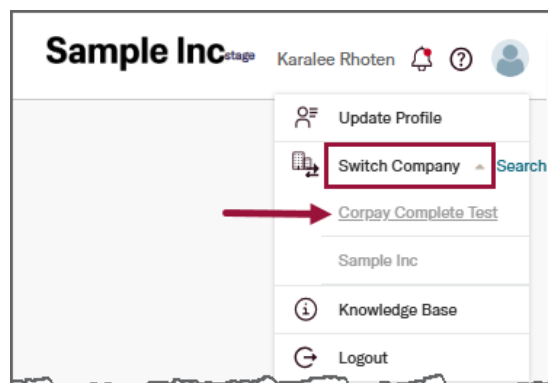 Sample Inc stage Karalee Rhoten
Update Profile
Switch Company Search
Corpay Complete Test
Sample Inc
Knowledge Base
Logout